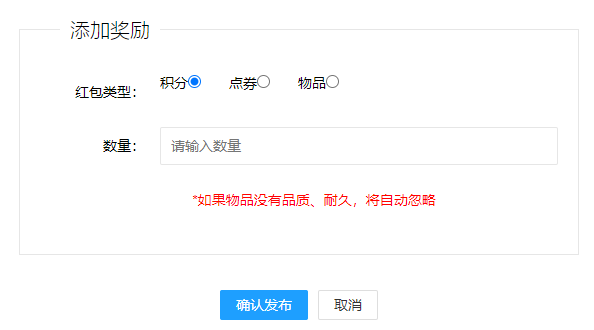 添加奖励
红包类型： 积分 点券 物品
数量： 请输入数量
*如果物品没有品质、耐久，将自动忽略
确认发布 取消